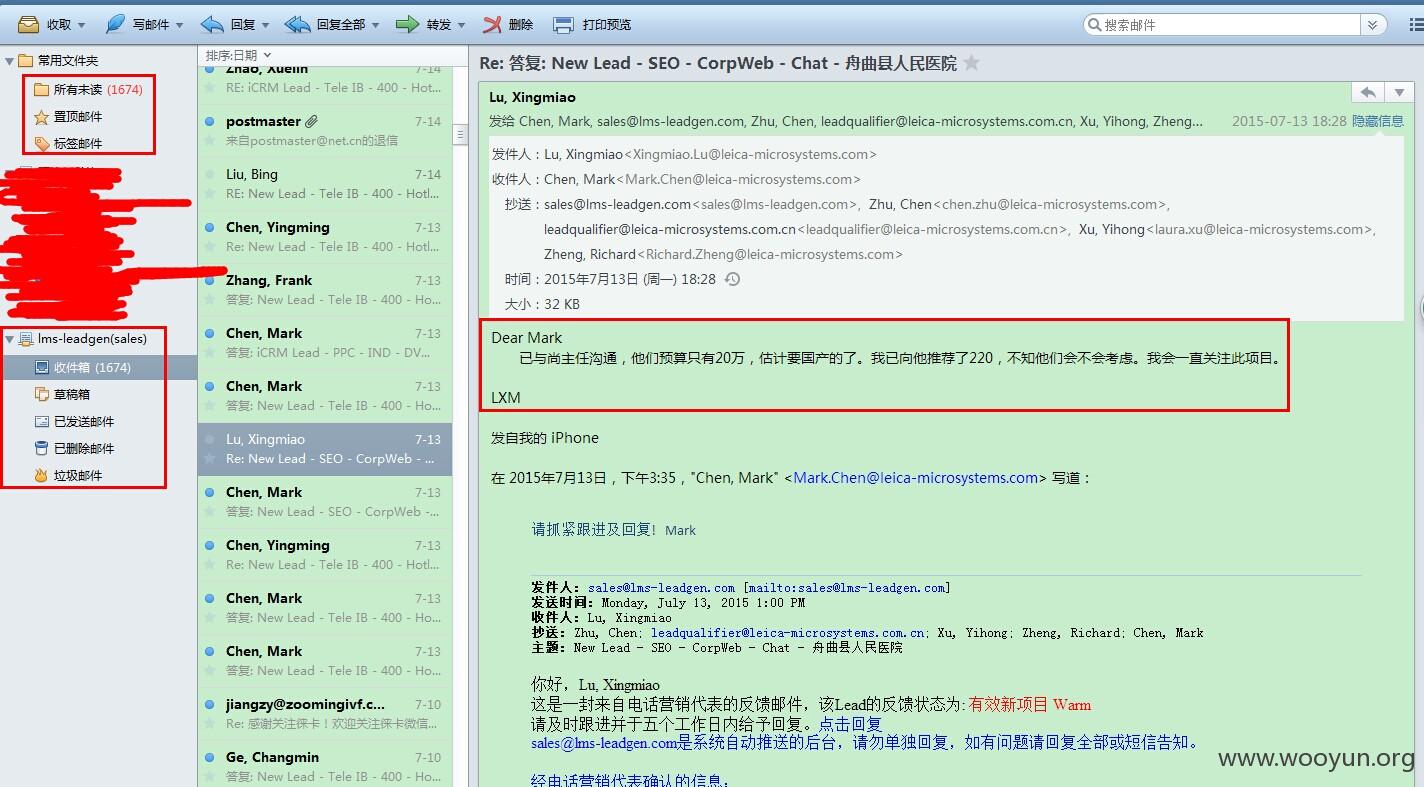 收取 写邮件 回复 回复全部 转发 删除 打印预览 搜索邮件
常用文件夹
所有未读 (1674)
置顶邮件
标签邮件
lms-leadgen(sales)
收件箱 (1674)
草稿箱
已发送邮件
已删除邮件
垃圾邮件
排序:日期
Zhao, Xuelin 7-14
RE: iCRM Lead - Tele IB - 400 - Hot...
postmaster 7-14
来自postmaster@net.cn的退信
Liu, Bing 7-14
RE: New Lead - Tele IB - 400 - Hotl...
Chen, Yingming 7-13
Re: New Lead - Tele IB - 400 - Hotl...
Zhang, Frank 7-13
答复: New Lead - Tele IB - 400 - Ho...
Chen, Mark 7-13
答复: iCRM Lead - PPC - IND - DV...
Chen, Mark 7-13
答复: New Lead - Tele IB - 400 - Ho...
Lu, Xingmiao 7-13
Re: New Lead - SEO - CorpWeb - ...
Chen, Mark 7-13
答复: New Lead - SEO - CorpWeb -...
Chen, Yingming 7-13
Re: New Lead - Tele IB - 400 - Hotl...
Chen, Mark 7-13
答复: New Lead - Tele IB - 400 - Ho...
Chen, Mark 7-13
答复: New Lead - Tele IB - 400 - Ho...
jiangzy@zoomingivf.c... 7-10
Re: 感谢关注徕卡！欢迎关注徕卡微信...
Ge, Changmin 7-10
答复: New Lead - Tele IB - 400 - Ho...
Re: 答复: New Lead - SEO - CorpWeb - Chat - 舟曲县人民医院
Lu, Xingmiao
发给 Chen, Mark, sales@lms-leadgen.com, Zhu, Chen, leadqualifier@leica-microsystems.com.cn, Xu, Yihong, Zheng... 2015-07-13 18:28 隐藏信息
发件人：Lu, Xingmiao<Xingmiao.Lu@leica-microsystems.com>
收件人：Chen, Mark<Mark.Chen@leica-microsystems.com>
抄送：sales@lms-leadgen.com<sales@lms-leadgen.com>, Zhu, Chen<chen.zhu@leica-microsystems.com>,
leadqualifier@leica-microsystems.com.cn<leadqualifier@leica-microsystems.com.cn>, Xu, Yihong<laura.xu@leica-microsystems.com>,
Zheng, Richard<Richard.Zheng@leica-microsystems.com>
时间：2015年7月13日 (周一) 18:28
大小：32 KB
Dear Mark
已与尚主任沟通，他们预算只有20万，估计要国产的了。我已向他推荐了220，不知他们会不会考虑。我会一直关注此项目。
LXM
发自我的 iPhone
在 2015年7月13日，下午3:35，"Chen, Mark" <Mark.Chen@leica-microsystems.com> 写道：
请抓紧跟进及回复！Mark
发件人: sales@lms-leadgen.com [mailto:sales@lms-leadgen.com]
发送时间: Monday, July 13, 2015 1:00 PM
收件人: Lu, Xingmiao
抄送: Zhu, Chen; leadqualifier@leica-microsystems.com.cn; Xu, Yihong; Zheng, Richard; Chen, Mark
主题: New Lead - SEO - CorpWeb - Chat - 舟曲县人民医院
你好，Lu, Xingmiao
这是一封来自电话营销代表的反馈邮件，该Lead的反馈状态为: 有效新项目 Warm
请及时跟进并于五个工作日内给予回复。点击回复
sales@lms-leadgen.com是系统自动推送的后台，请勿单独回复，如有问题请回复全部或短信告知。
经电话营销代表确认的信息:
www.wooyun.org